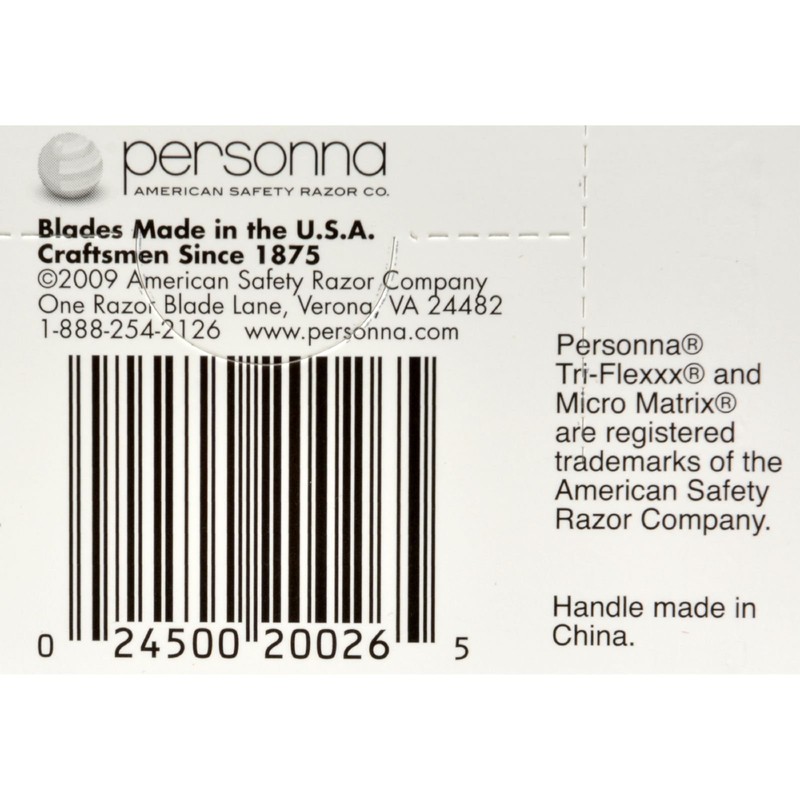 personna
AMERICAN SAFETY RAZOR CO.
Blades Made in the U.S.A.
Craftsmen Since 1875
©2009 American Safety Razor Company
One Razor Blade Lane, Verona, VA 24482
1-888-254-2126 www.personna.com
0 24500 20026 5
Personna®
Tri-Flexxx® and
Micro Matrix®
are registered
trademarks of the
American Safety
Razor Company.
Handle made in
China.